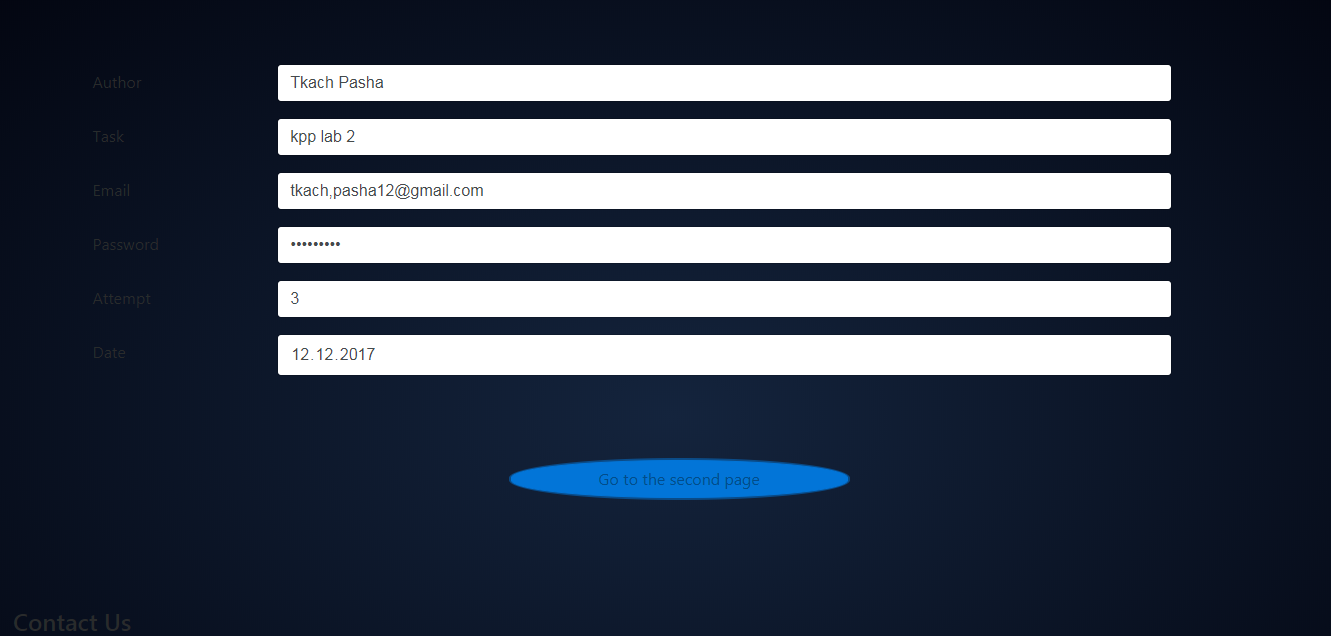 Author Tkach Pasha
Task kpp lab 2
Email tkach,pasha12@gmail.com
Password •••••••••
Attempt 3
Date 12.12.2017
Go to the second page
Contact Us